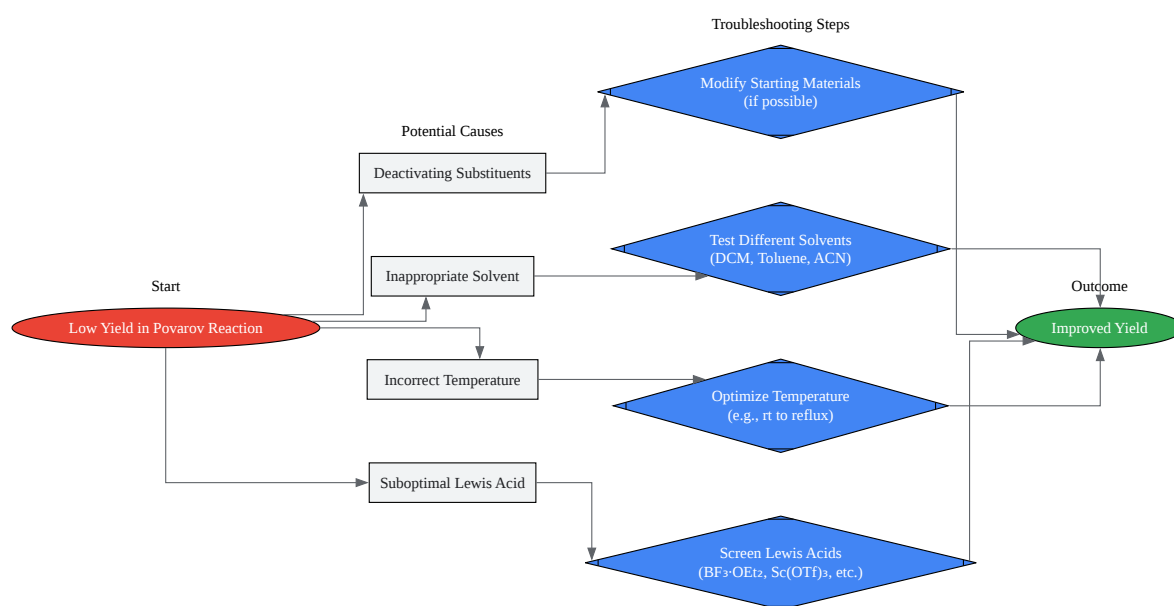 Troubleshooting Steps
Modify Starting Materials
(if possible)
Potential Causes
Deactivating Substituents
Test Different Solvents
(DCM, Toluene, ACN)
Inappropriate Solvent
Start
Outcome
Low Yield in Povarov Reaction
Improved Yield
Incorrect Temperature
Optimize Temperature
(e.g., rt to reflux)
Suboptimal Lewis Acid
Screen Lewis Acids
(BF₃·OEt₂, Sc(OTf)₃, etc.)